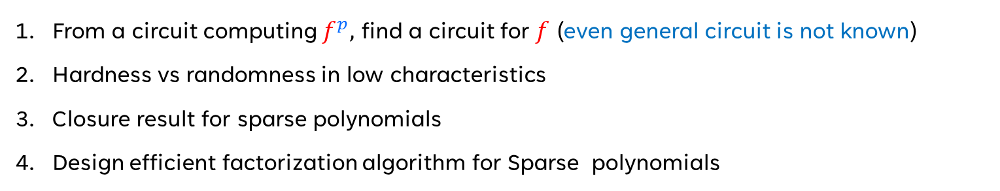 1. From a circuit computing f^p, find a circuit for f (even general circuit is not known)
2. Hardness vs randomness in low characteristics
3. Closure result for sparse polynomials
4. Design efficient factorization algorithm for Sparse polynomials